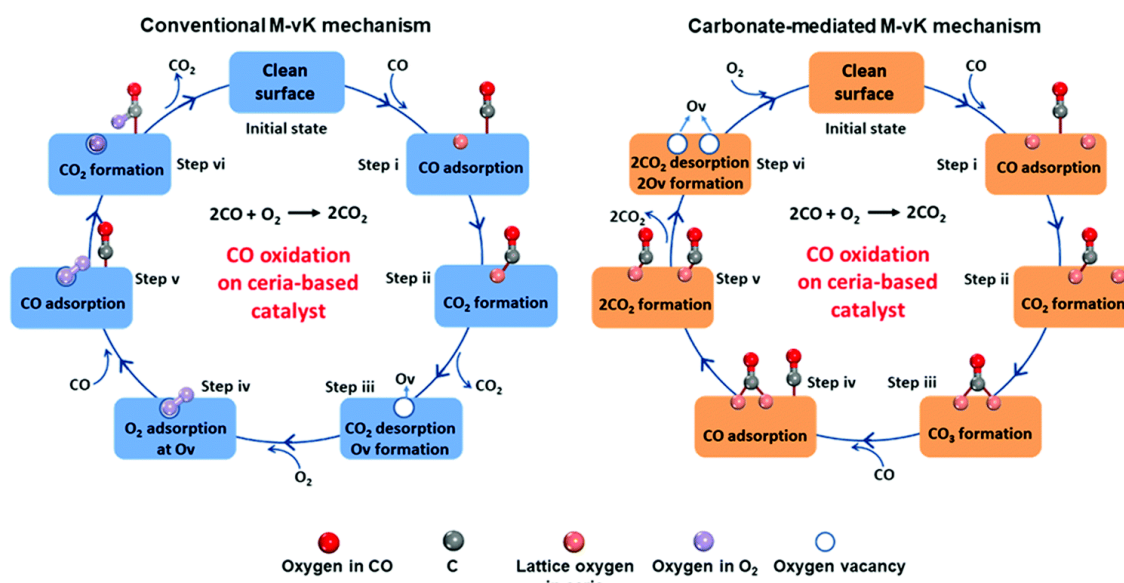 Conventional M-vK mechanism
CO₂
Clean
surface
Initial state
CO
Step i
CO adsorption
Step ii
CO₂ formation
CO₂
Step iii
Ov
CO₂ desorption
Ov formation
O₂
Step iv
O₂ adsorption
at Ov
CO
Step v
CO adsorption
Step vi
CO₂ formation
2CO + O₂ → 2CO₂
CO oxidation
on ceria-based
catalyst
Carbonate-mediated M-vK mechanism
O₂
Clean
surface
Initial state
CO
Step i
CO adsorption
Step ii
CO₂ formation
Step iii
CO₃ formation
CO
Step iv
CO adsorption
Step v
2CO₂ formation
2CO₂
Ov
Step vi
2CO₂ desorption
2Ov formation
2CO + O₂ → 2CO₂
CO oxidation
on ceria-based
catalyst
Oxygen in CO
C
Lattice oxygen
in ceria
Oxygen in O₂
Oxygen vacancy